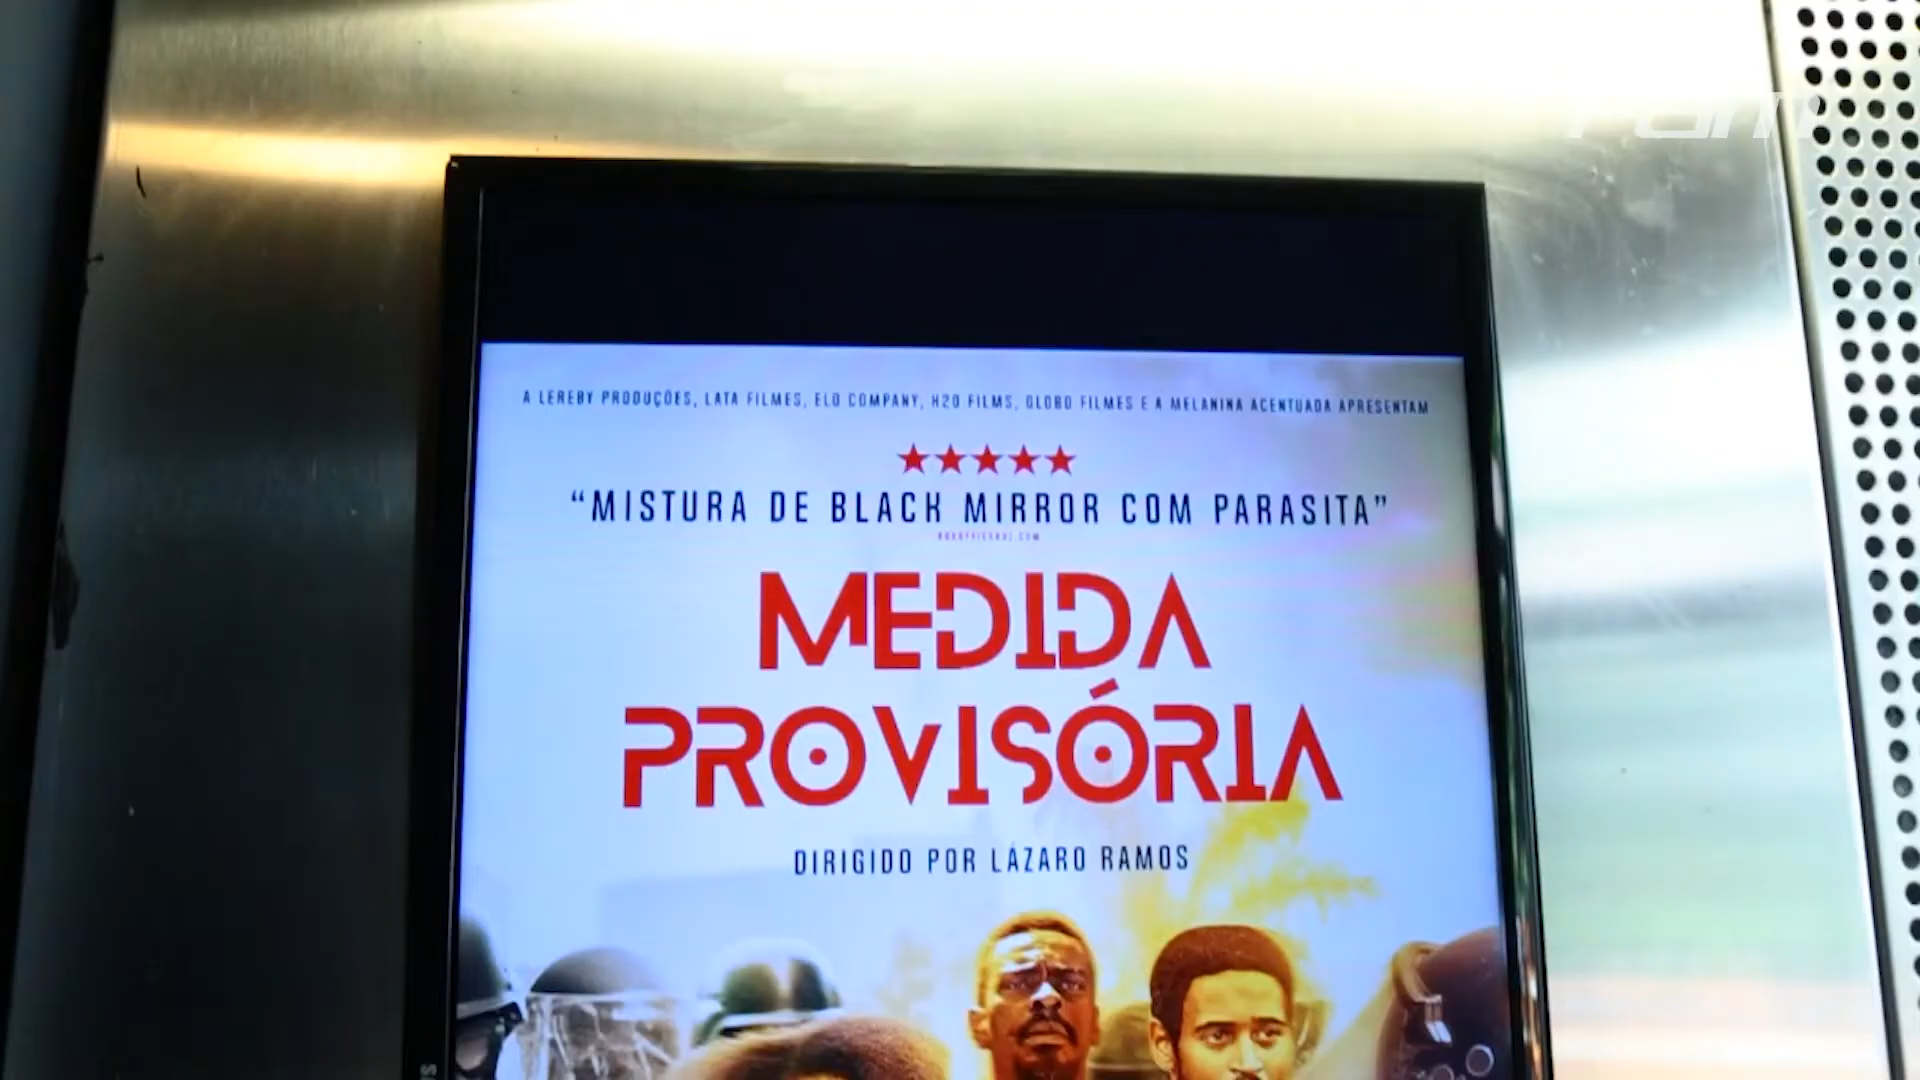 A LEREBY PRODUÇÕES, LATA FILMES, ELO COMPANY, H20 FILMS, GLOBO FILMES E A MELANINA ACENTUADA APRESENTAM
“MISTURA DE BLACK MIRROR COM PARASITA”
MEDIDA
PROVISÓRIA
DIRIGIDO POR LÁZARO RAMOS